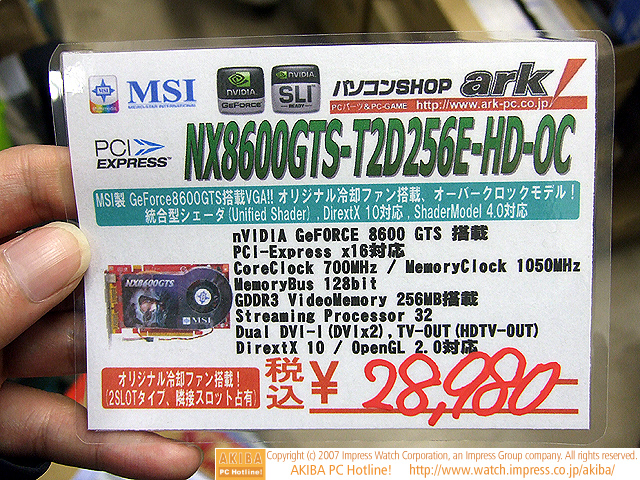 MSI
MICRO-STAR INTERNATIONAL
NVIDIA
GEFORCE
NVIDIA
SLI
READY
パソコンSHOP ark!
PCパーツ&PC-GAME http://www.ark-pc.co.jp/
PCI EXPRESS
NX8600GTS-T2D256E-HD-OC
MSI製 GeForce8600GTS搭載VGA!! オリジナル冷却ファン搭載、オーバークロックモデル!
統合型シェータ(Unified Shader) , DirextX 10対応 , ShaderModel 4.0対応
nVIDIA GeFORCE 8600 GTS 搭載
PCI-Express x16対応
CoreClock 700MHz / MemoryClock 1050MHz
MemoryBus 128bit
GDDR3 VideoMemory 256MB搭載
Streaming Processor 32
Dual DVI-I(DVIx2),TV-OUT(HDTV-OUT)
DirextX 10 / OpenGL 2.0対応
NX8600GTS
MSI
オリジナル冷却ファン搭載!
(2SLOTタイプ、隣接スロット占有)
税込 ¥ 28,980
AKIBA
PC Hotline!
Copyright (c) 2007 Impress Watch Corporation, an Impress Group company. All rights reserved.
AKIBA PC Hotline! http://www.watch.impress.co.jp/akiba/